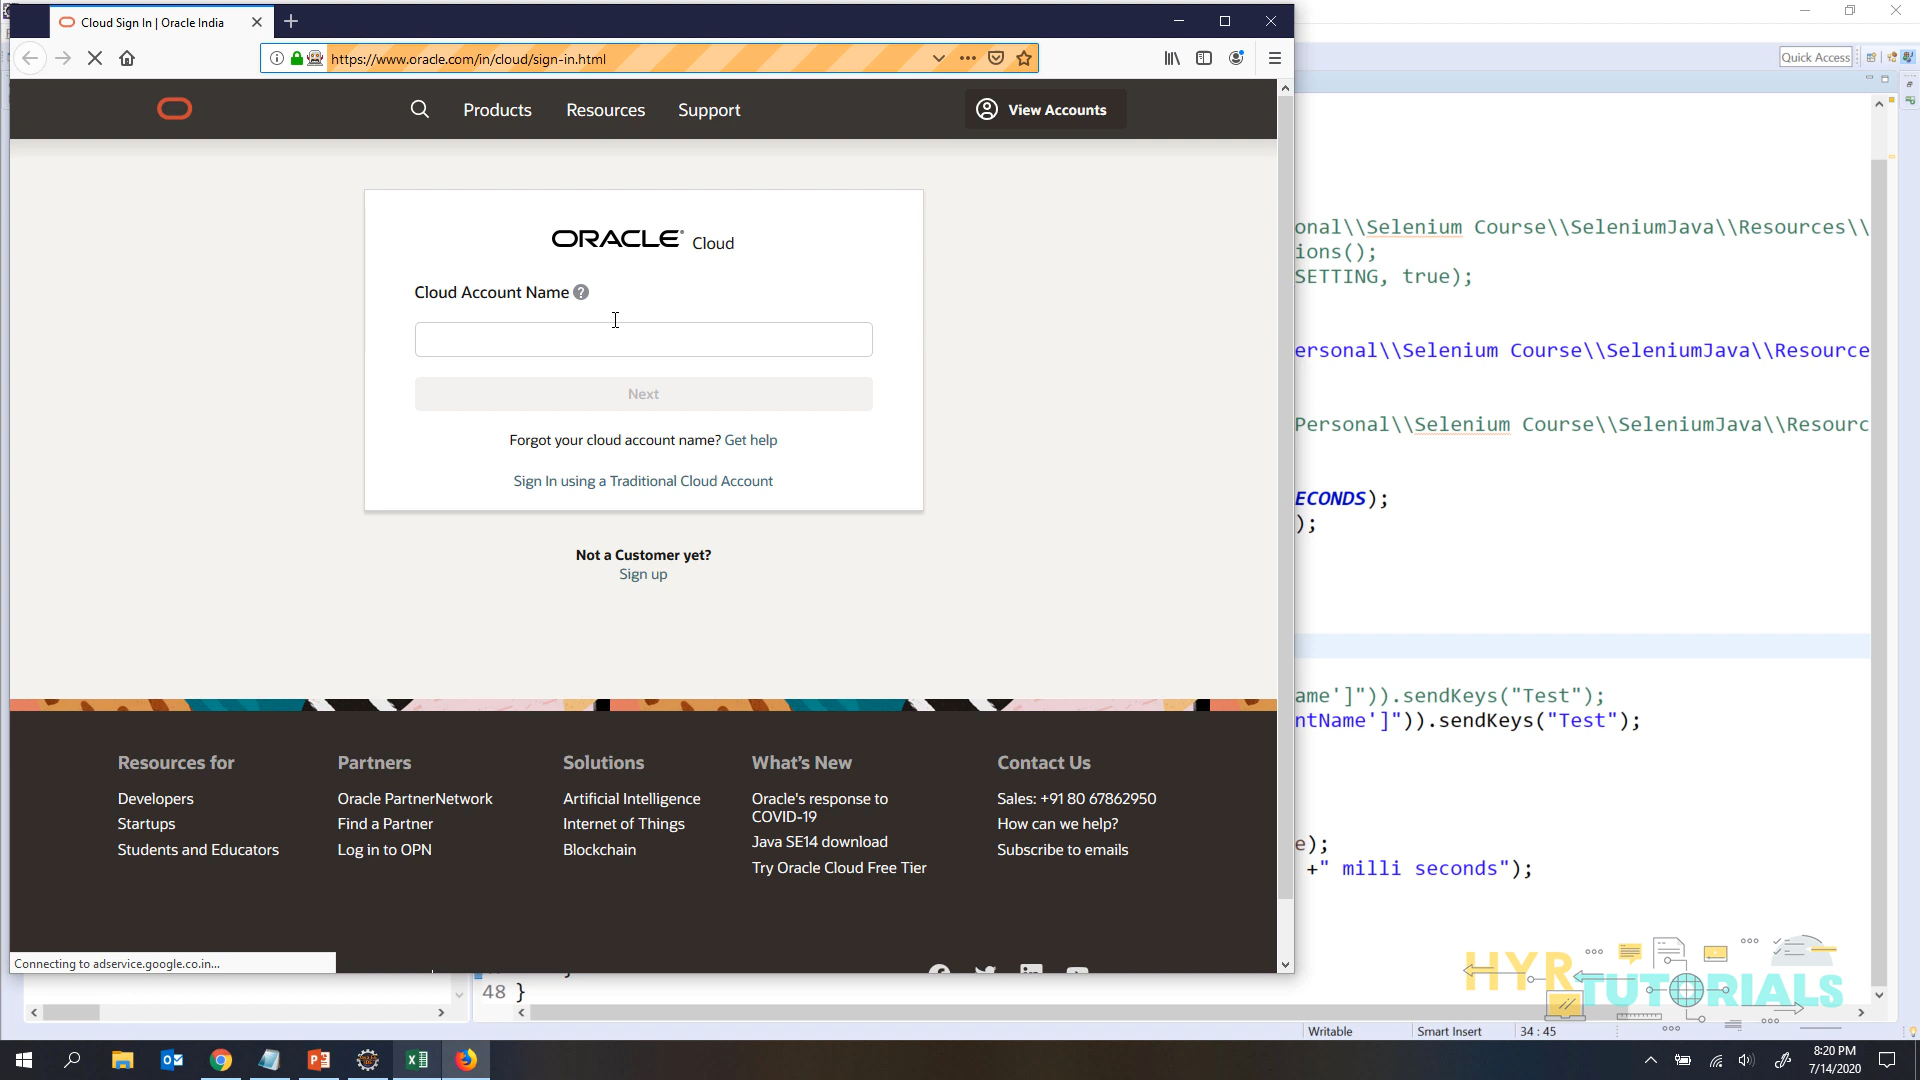 Cloud Sign In | Oracle India
https://www.oracle.com/in/cloud/sign-in.html
Quick Access
Products
Resources
Support
View Accounts
ORACLE Cloud
Cloud Account Name ?
Next
Forgot your cloud account name? Get help
Sign In using a Traditional Cloud Account
Not a Customer yet?
Sign up
Resources for
Developers
Startups
Students and Educators
Partners
Oracle PartnerNetwork
Find a Partner
Log in to OPN
Solutions
Artificial Intelligence
Internet of Things
Blockchain
What's New
Oracle's response to
COVID-19
Java SE14 download
Try Oracle Cloud Free Tier
Contact Us
Sales: +91 80 67862950
How can we help?
Subscribe to emails
Connecting to adservice.google.co.in...
onal\\Selenium Course\\SeleniumJava\\Resources\\
ions();
SETTING, true);
ersonal\\Selenium Course\\SeleniumJava\\Resource
Personal\\Selenium Course\\SeleniumJava\\Resourc
ECONDS);
);
ame']")).sendKeys("Test");
ntName']")).sendKeys("Test");
e);
+" milli seconds");
48 }
HYR TUTORIALS
Writable
Smart Insert
34 : 45
8:20 PM
7/14/2020